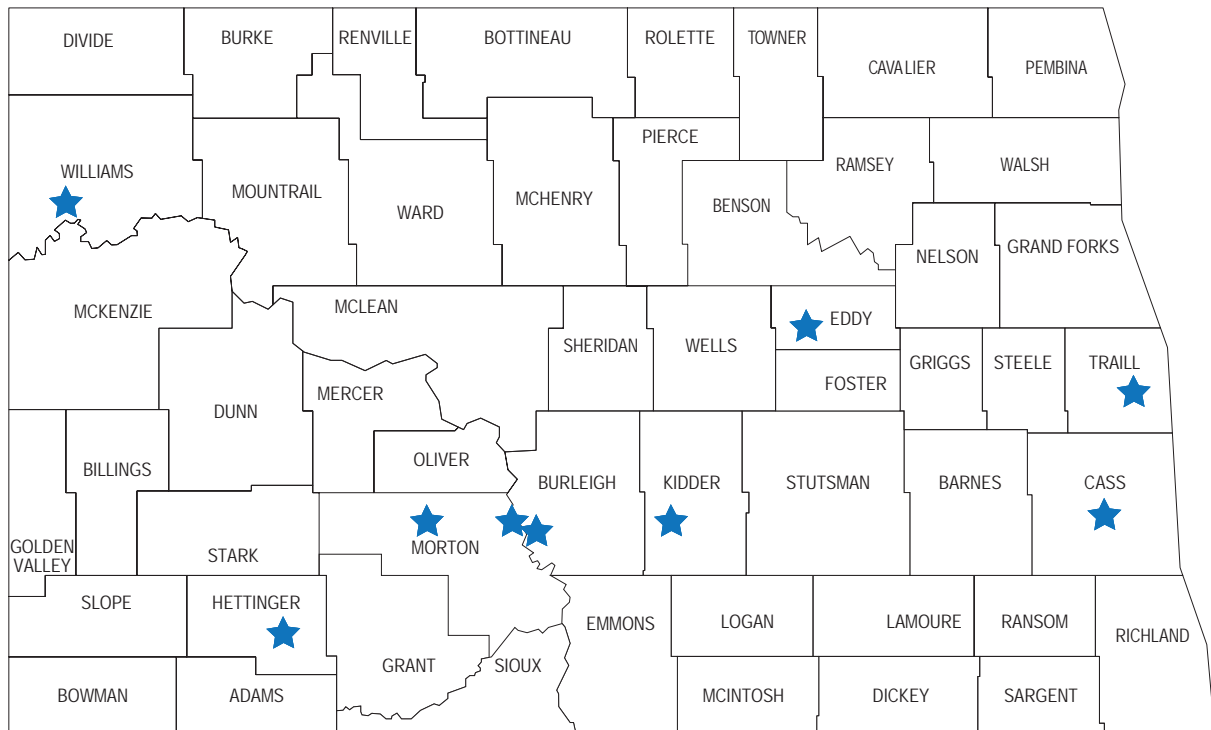 DIVIDE
BURKE
RENVILLE
BOTTINEAU
ROLETTE
TOWNER
CAVALIER
PEMBINA
PIERCE
WILLIAMS
MOUNTRAIL
WARD
MCHENRY
BENSON
RAMSEY
WALSH
NELSON
GRAND FORKS
MCKENZIE
MCLEAN
SHERIDAN
WELLS
EDDY
FOSTER
GRIGGS
STEELE
TRAILL
DUNN
MERCER
BILLINGS
OLIVER
BURLEIGH
KIDDER
STUTSMAN
BARNES
CASS
GOLDEN
VALLEY
STARK
MORTON
SLOPE
HETTINGER
GRANT
SIOUX
EMMONS
LOGAN
LAMOURE
RANSOM
RICHLAND
BOWMAN
ADAMS
MCINTOSH
DICKEY
SARGENT